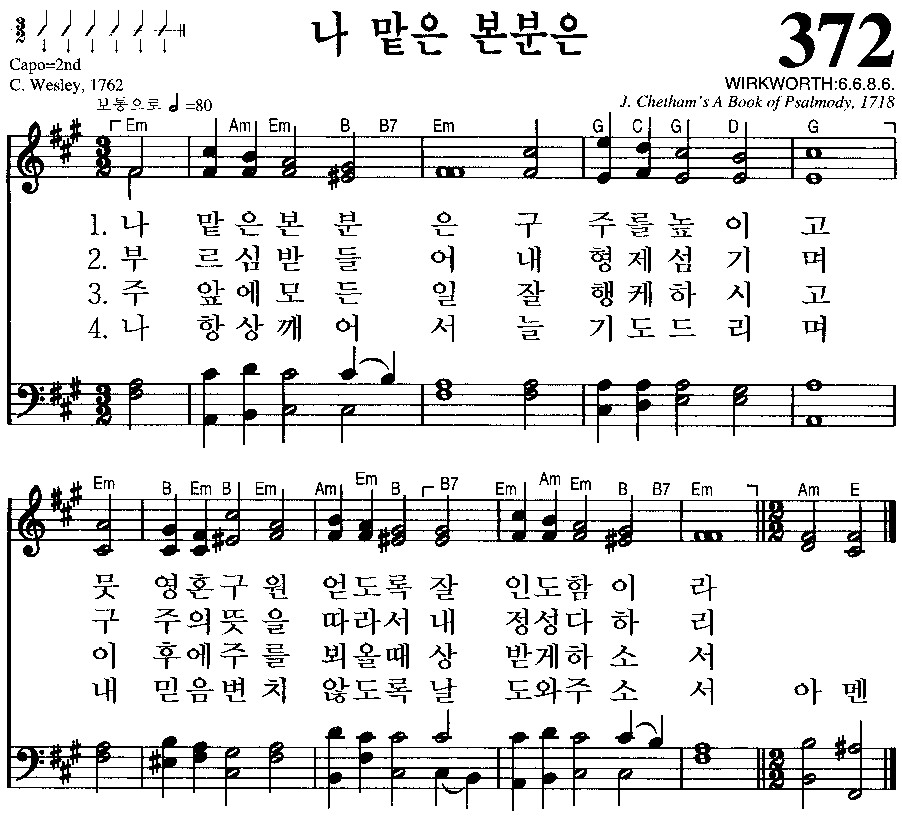 나 맡은 본분은
372
Capo=2nd
C. Wesley, 1762
WIRKWORTH:6.6.8.6.
J. Chetham's A Book of Psalmody, 1718
보통으로 =80
Em Am Em B B7 Em G C G D G
1. 나 맡은본 분 은 구 주를높 이 고
2. 부 르심받 들 어 내 형제섬 기 며
3. 주 앞에모 든 일 잘 행케하 시 고
4. 나 항상깨 어 서 늘 기도드 리 며
Em B Em B Em Am Em B B7 Em Am Em B B7 Em Am E
뭇 영혼구 원 얻도록 잘 인도함 이 라
구 주의뜻 을 따라서 내 정성다 하 리
이 후에주 를 뵈올때 상 받게하 소 서
내 믿음변 치 않도록 날 도와주 소 서 아 멘